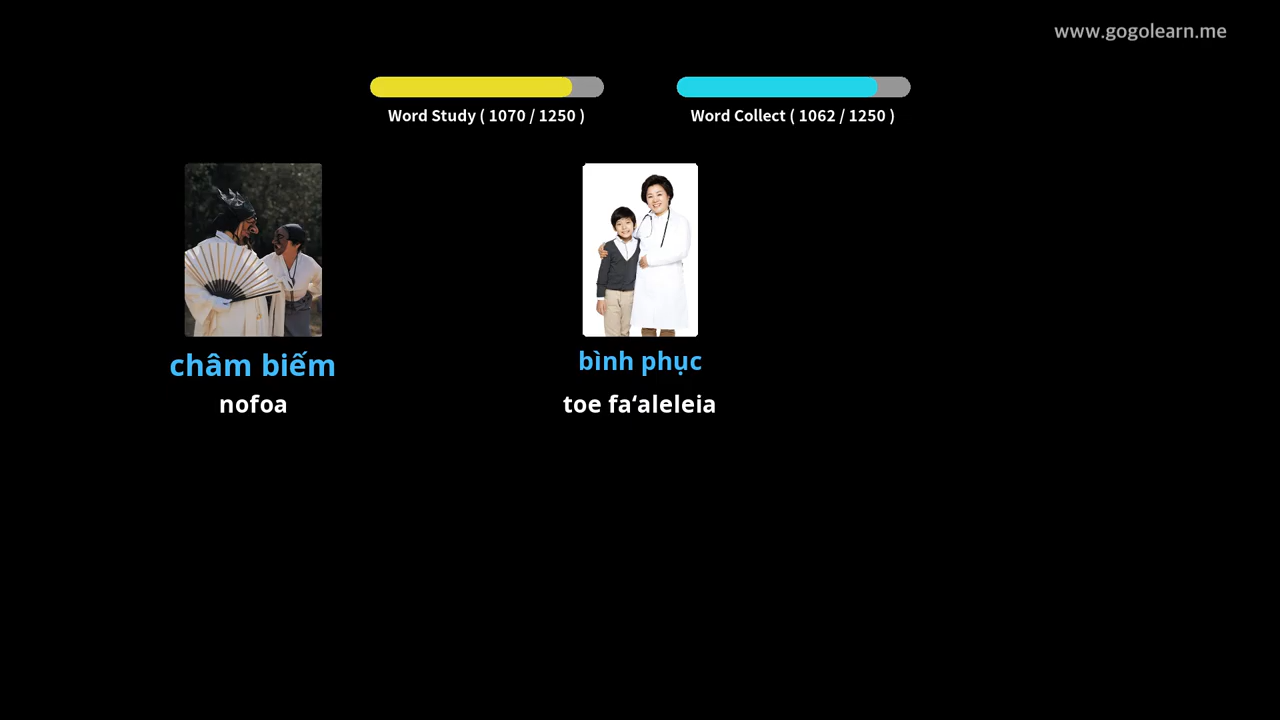 www.gogolearn.me
Word Study ( 1070 / 1250 )
Word Collect ( 1062 / 1250 )
châm biếm
bình phục
nofoa
toe faʻaleleia